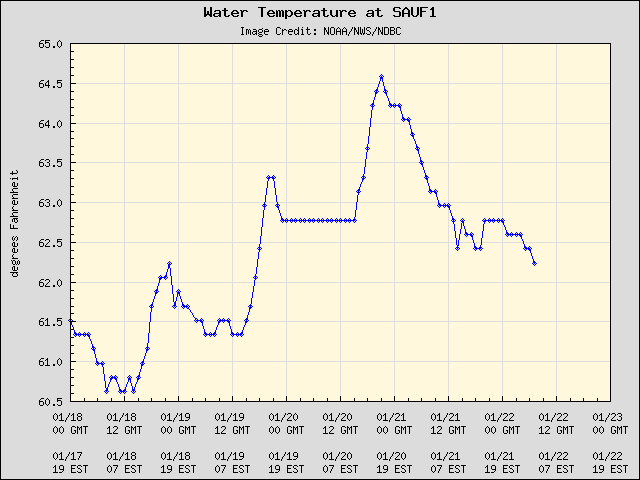 Water Temperature at SAUF1
Image Credit: NOAA/NWS/NDBC
degrees Fahrenheit
65.0
64.5
64.0
63.5
63.0
62.5
62.0
61.5
61.0
60.5
01/18 01/18 01/19 01/19 01/20 01/20 01/21 01/21 01/22 01/22 01/23
00 GMT 12 GMT 00 GMT 12 GMT 00 GMT 12 GMT 00 GMT 12 GMT 00 GMT 12 GMT 00 GMT
01/17 01/18 01/18 01/19 01/19 01/20 01/20 01/21 01/21 01/22 01/22
19 EST 07 EST 19 EST 07 EST 19 EST 07 EST 19 EST 07 EST 19 EST 07 EST 19 EST